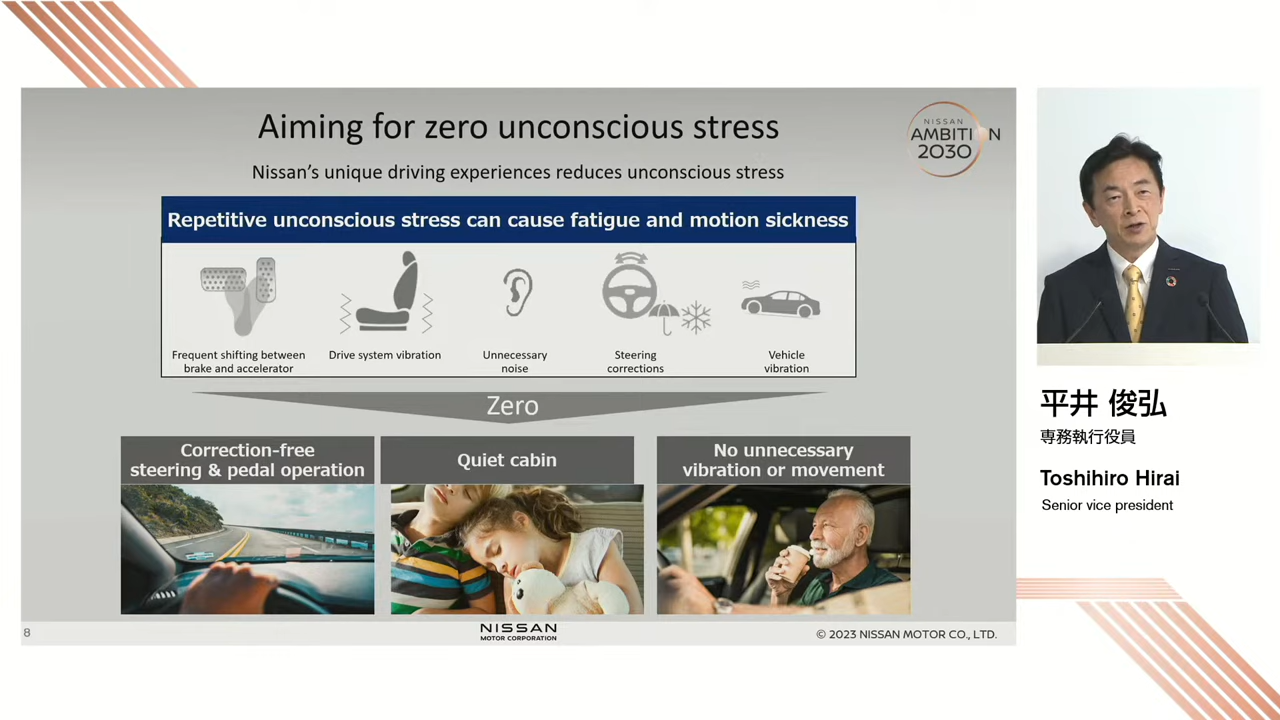 Aiming for zero unconscious stress
NISSAN
AMBITI N
2030
Nissan's unique driving experiences reduces unconscious stress
Repetitive unconscious stress can cause fatigue and motion sickness
Frequent shifting between
brake and accelerator
Drive system vibration
Unnecessary
noise
Steering
corrections
Vehicle
vibration
Zero
Correction-free
steering & pedal operation
Quiet cabin
No unnecessary
vibration or movement
8
NISSAN
MOTOR CORPORATION
© 2023 NISSAN MOTOR CO., LTD.
平井 俊弘
専務執行役員
Toshihiro Hirai
Senior vice president